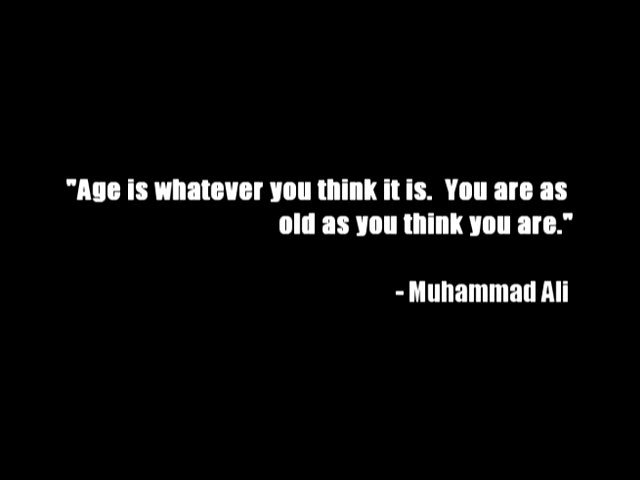 "Age is whatever you think it is.  You are as
old as you think you are."
- Muhammad Ali